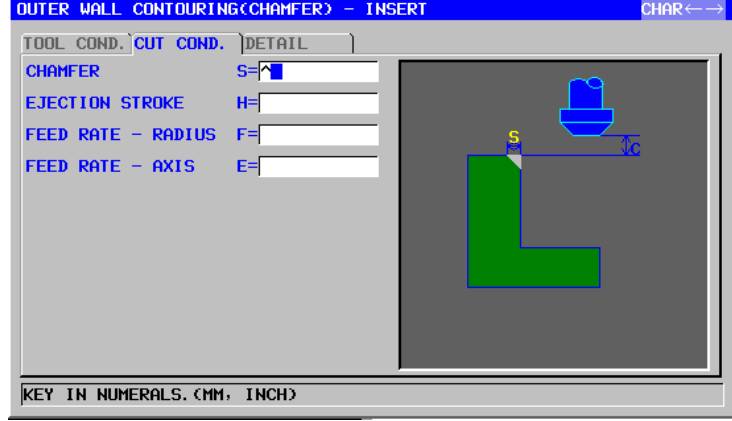 OUTER WALL CONTOURING(CHAMFER) - INSERT CHAR←→
TOOL COND. CUT COND. DETAIL
CHAMFER S=^
EJECTION STROKE H=
FEED RATE - RADIUS F=
FEED RATE - AXIS E=
S
C
KEY IN NUMERALS.(MM, INCH)